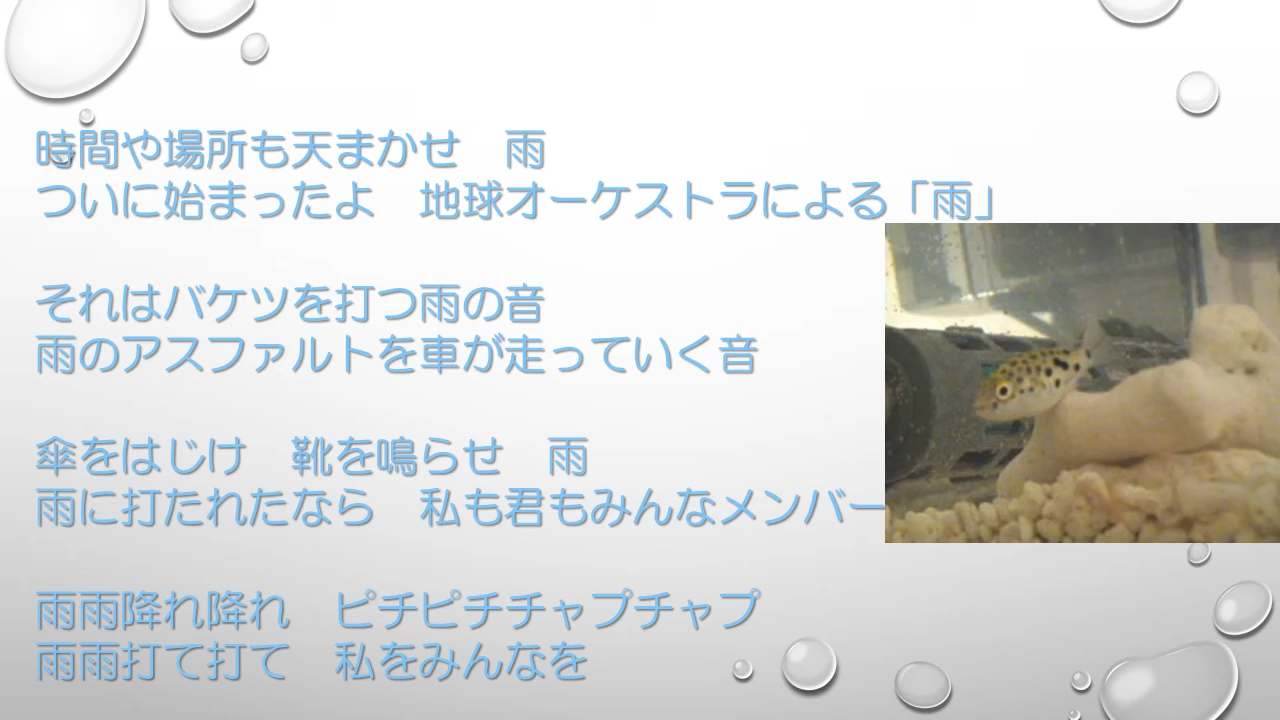 時間や場所も天まかせ　雨
ついに始まったよ　地球オーケストラによる「雨」
それはバケツを打つ雨の音
雨のアスファルトを車が走っていく音
傘をはじけ　靴を鳴らせ　雨
雨に打たれたなら　私も君もみんなメンバー
雨雨降れ降れ　ピチピチチャプチャプ
雨雨打て打て　私をみんなを